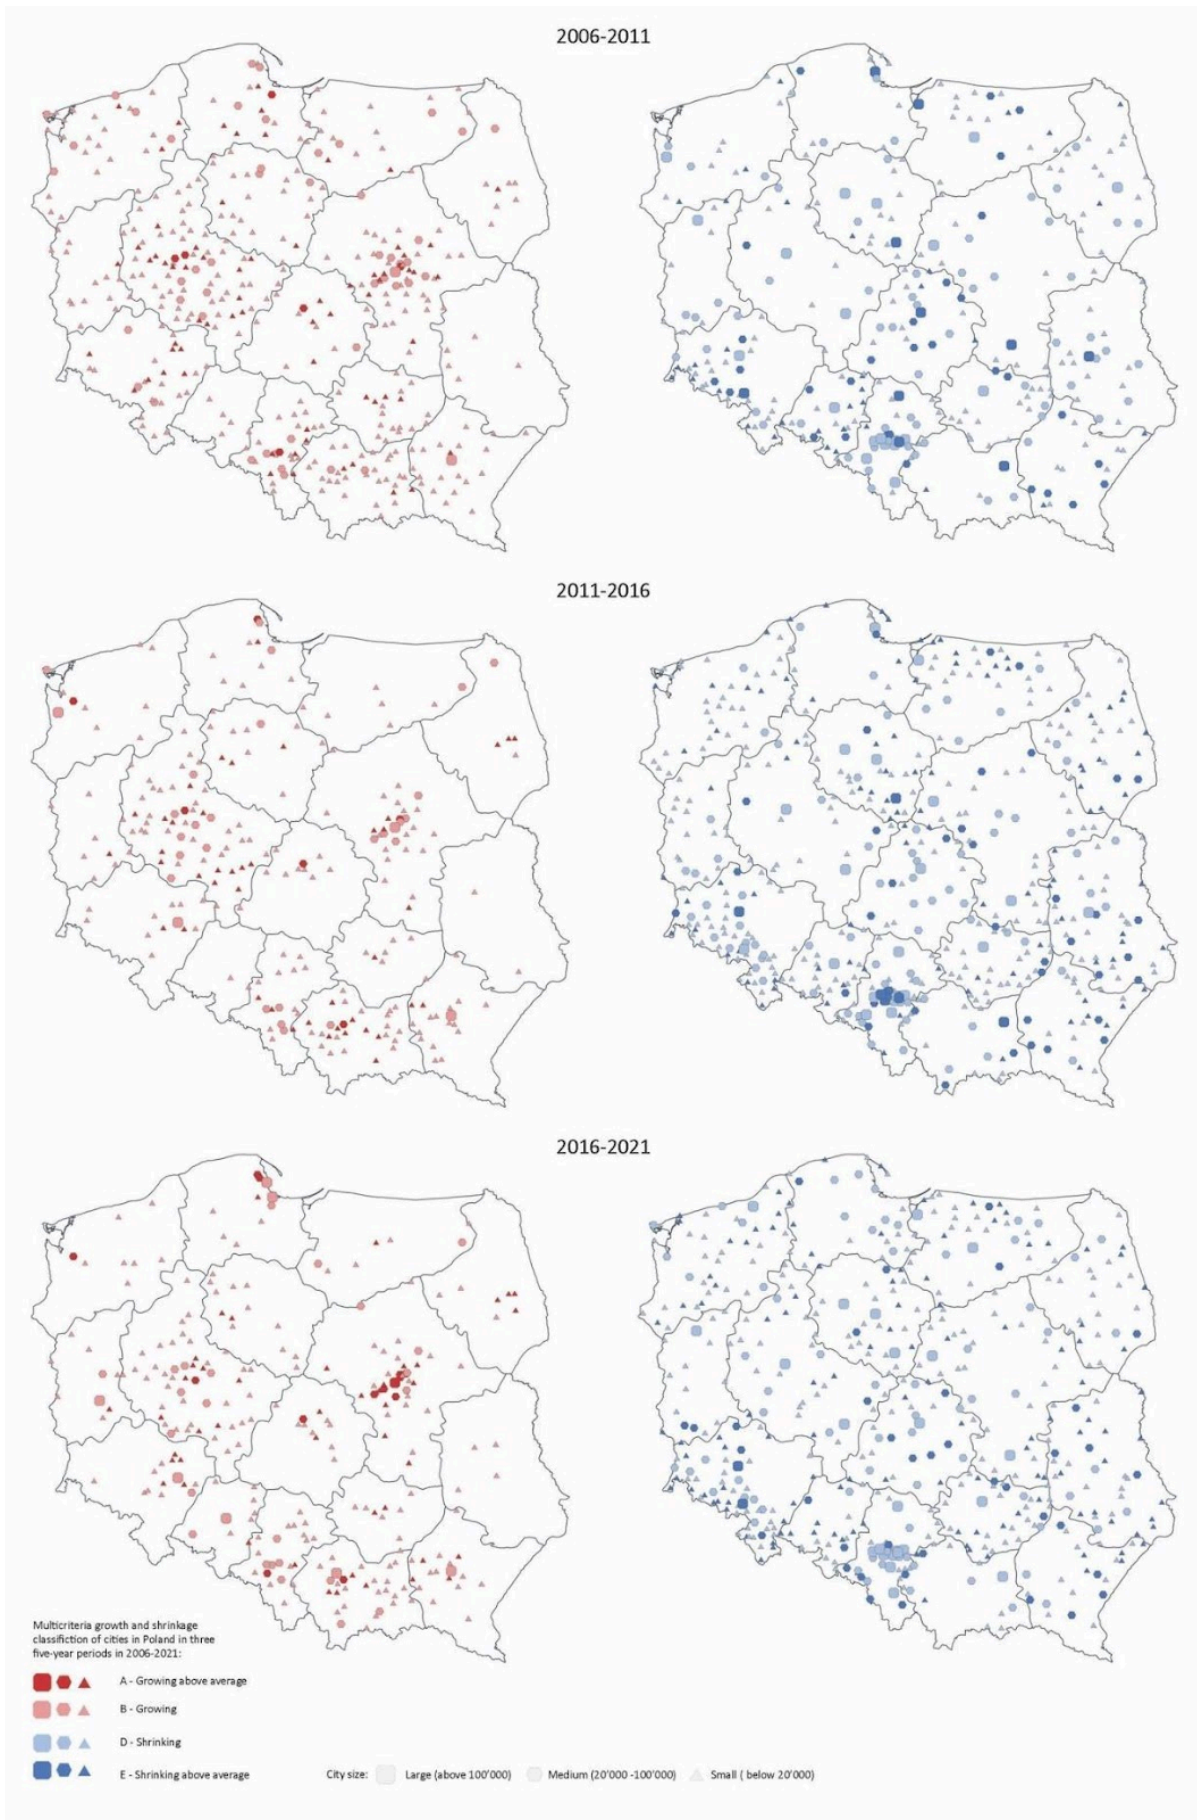 2006-2011
2011-2016
2016-2021
Multicriteria growth and shrinkage
classifiction of cities in Poland in three
five-year periods in 2006-2021:
A - Growing above average
B - Growing
D - Shrinking
E - Shrinking above average
City size: Large (above 100'000) Medium (20'000 -100'000) Small ( below 20'000)